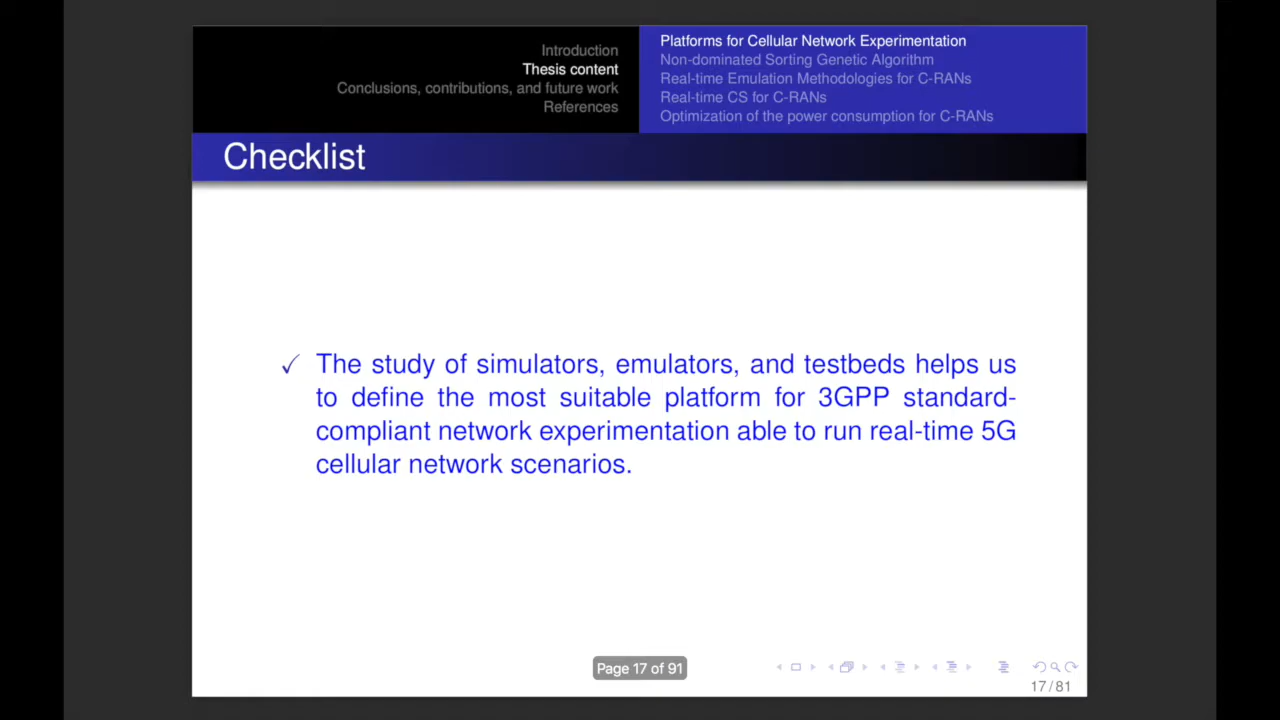 Introduction
Thesis content
Conclusions, contributions, and future work
References
Platforms for Cellular Network Experimentation
Non-dominated Sorting Genetic Algorithm
Real-time Emulation Methodologies for C-RANs
Real-time CS for C-RANs
Optimization of the power consumption for C-RANs
Checklist
✓ The study of simulators, emulators, and testbeds helps us
to define the most suitable platform for 3GPP standard-
compliant network experimentation able to run real-time 5G
cellular network scenarios.
Page 17 of 91
17/81